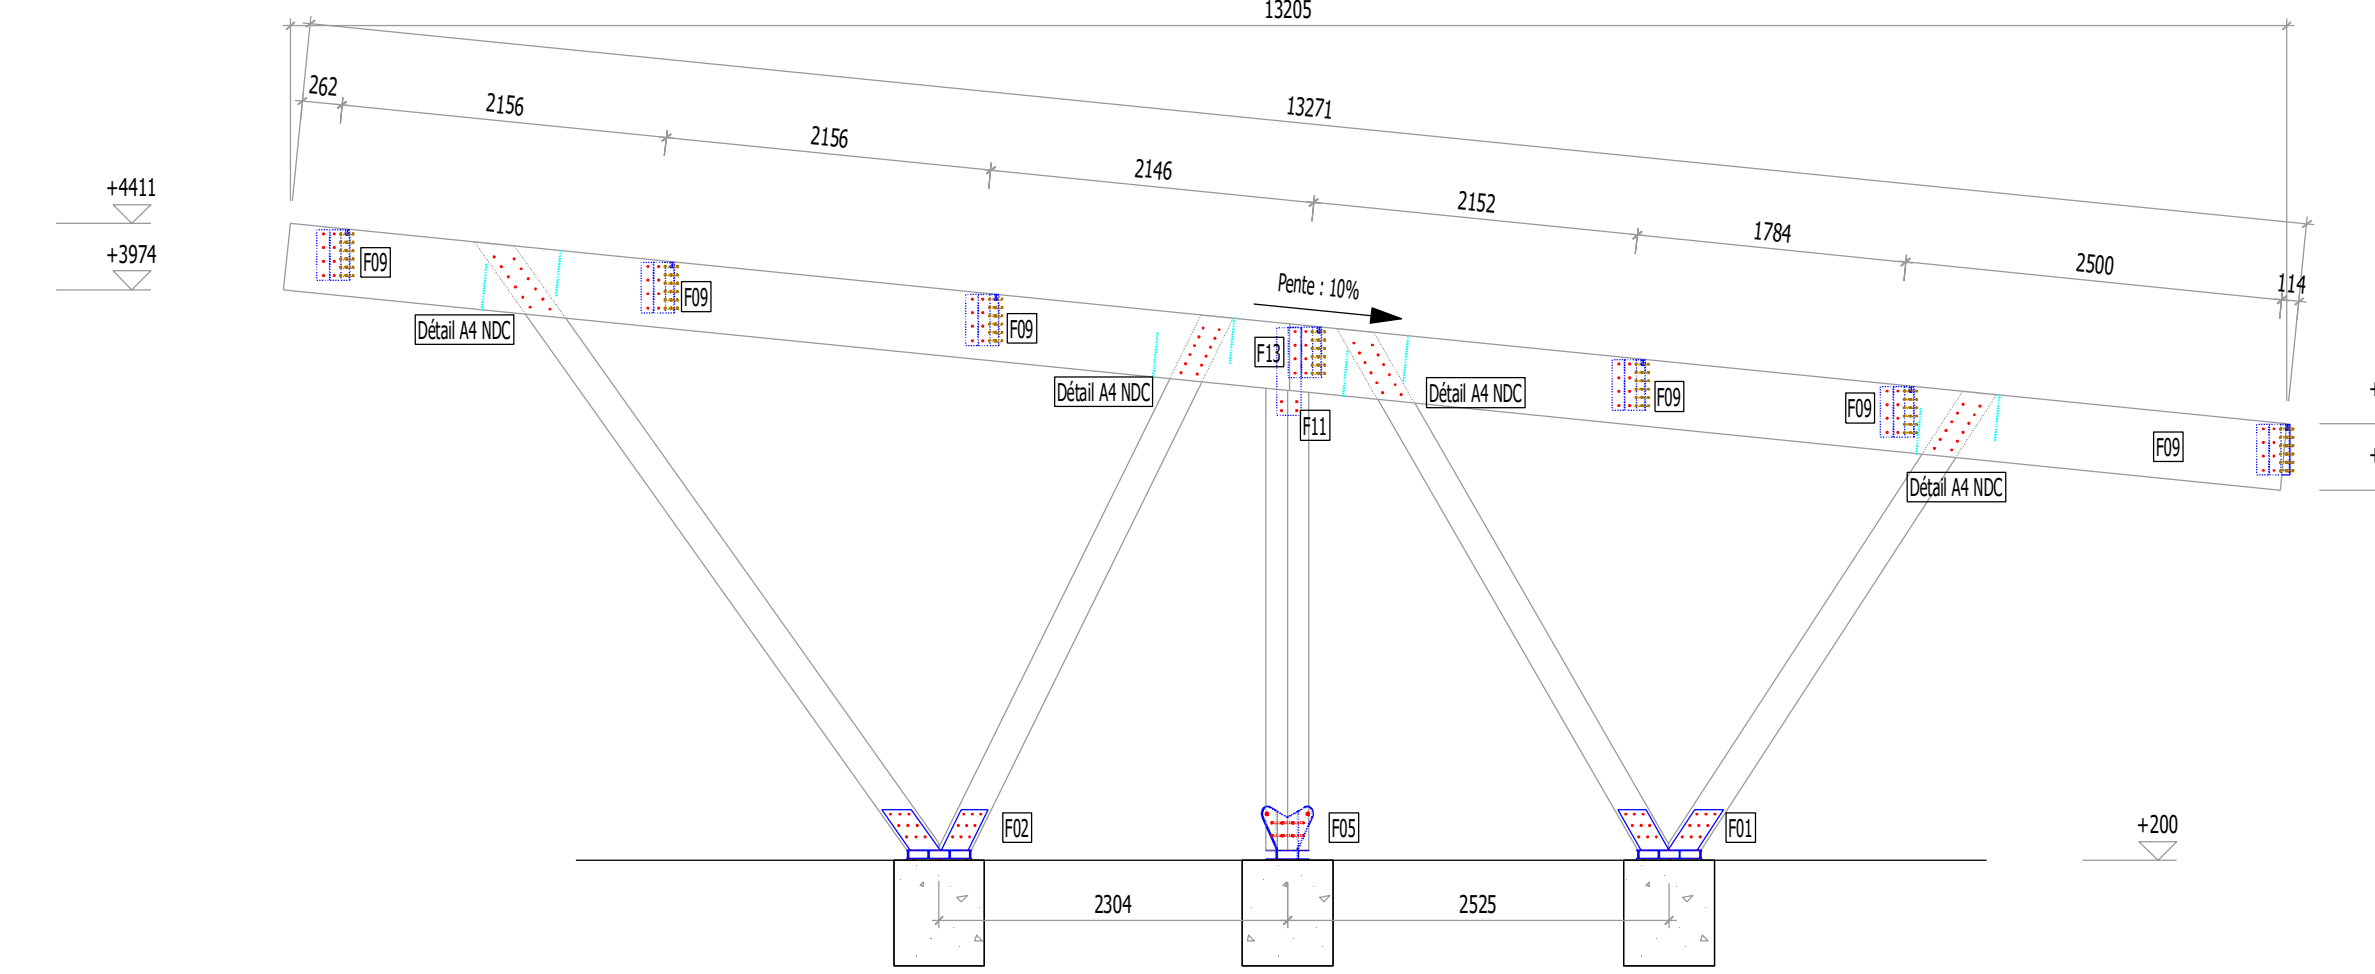 13205
262
2156
2156
13271
2146
2152
1784
2500
114
+4411
+3974
Pente : 10%
F09
F09
F09
F13
F09
F09
F09
Détail A4 NDC
Détail A4 NDC
Détail A4 NDC
F11
Détail A4 NDC
F02
F05
F01
+200
2304
2525
+
+